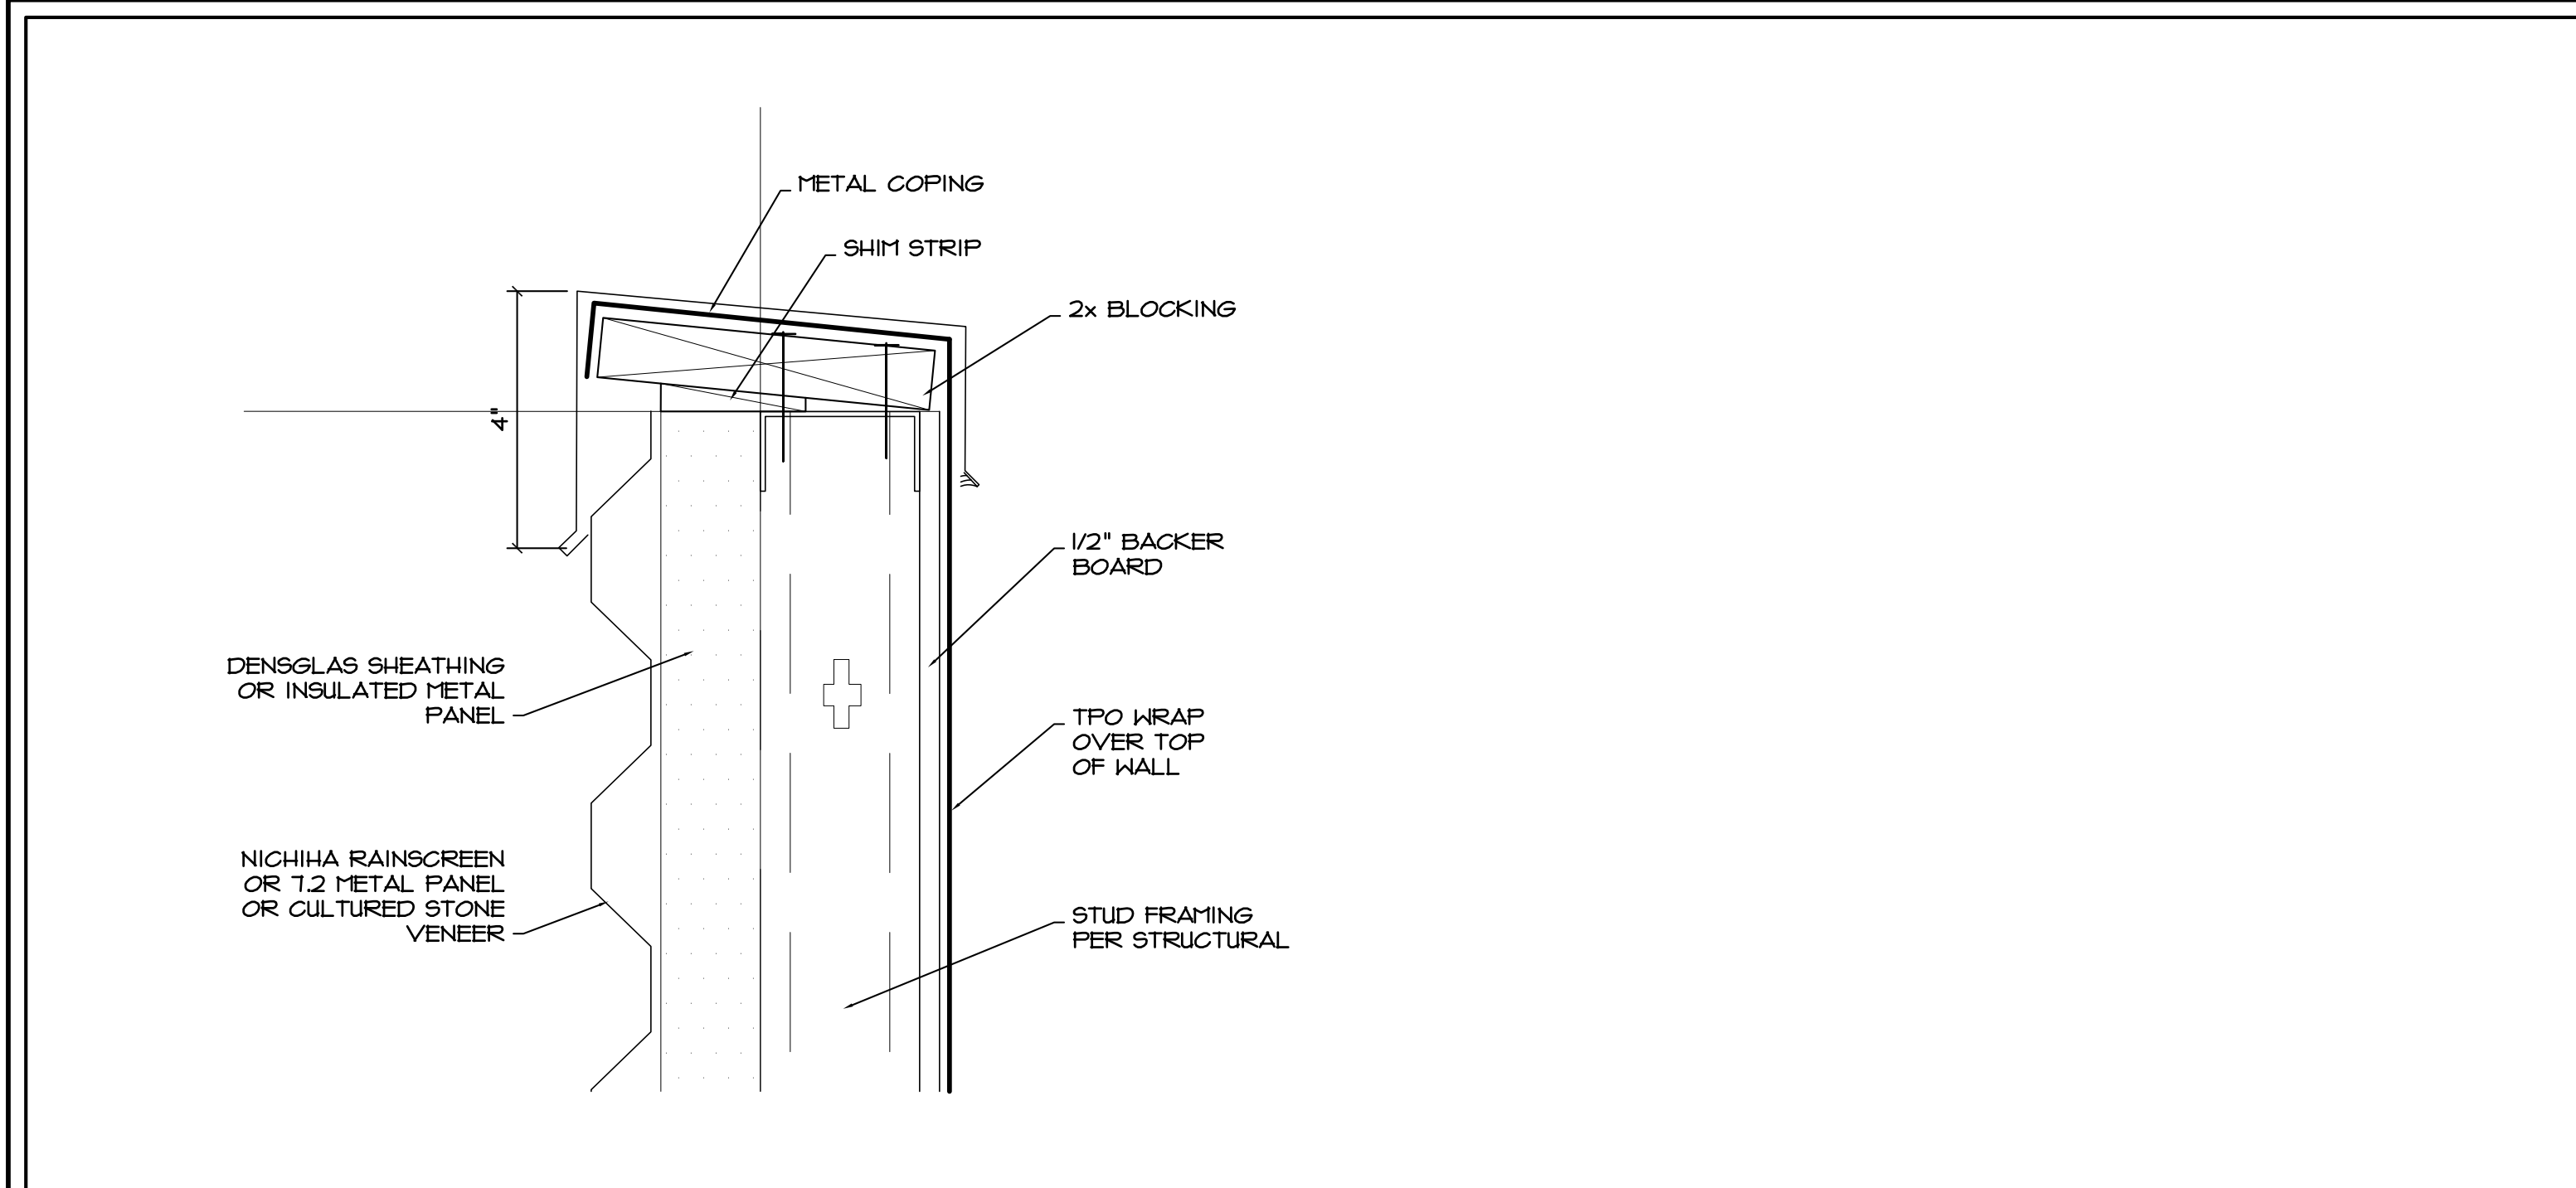 METAL COPING
SHIM STRIP
2x BLOCKING
4"
1/2" BACKER
BOARD
DENSGLAS SHEATHING
OR INSULATED METAL
PANEL
TPO WRAP
OVER TOP
OF WALL
NICHIHA RAINSCREEN
OR 7.2 METAL PANEL
OR CULTURED STONE
VENEER
STUD FRAMING
PER STRUCTURAL